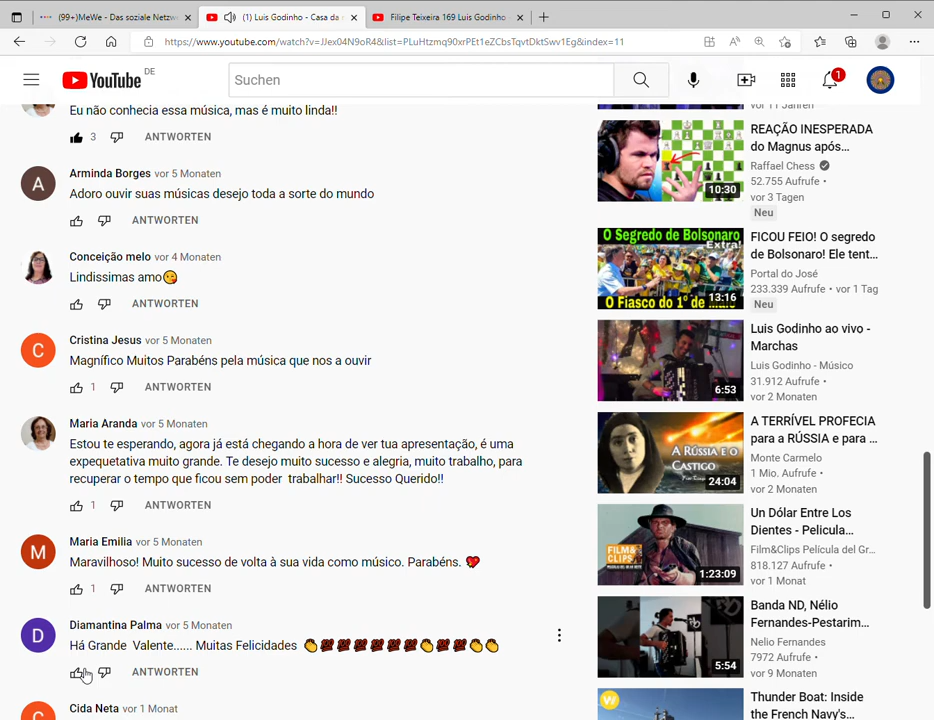 (99+)MeWe - Das soziale Netzwe
(1) Luis Godinho - Casa da
Filipe Teixeira 169 Luis Godinho
https://www.youtube.com/watch?v=JJex04N9oR4&list=PLuHtzmq90xrPEt1eZCbsTqvtDktSwv1Eg&index=11
YouTube DE
Suchen
1
Eu não conhecia essa música, mas é muito linda!!
3 ANTWORTEN
A
Arminda Borges vor 5 Monaten
Adoro ouvir suas músicas desejo toda a sorte do mundo
ANTWORTEN
Conceição melo vor 4 Monaten
Lindissimas amo😘
ANTWORTEN
C
Cristina Jesus vor 5 Monaten
Magnífico Muitos Parabéns pela música que nos a ouvir
1 ANTWORTEN
Maria Aranda vor 5 Monaten
Estou te esperando, agora já está chegando a hora de ver tua apresentação, é uma
expequetativa muito grande. Te desejo muito sucesso e alegria, muito trabalho, para
recuperar o tempo que ficou sem poder trabalhar!! Sucesso Querido!!
1 ANTWORTEN
M
Maria Emilia vor 5 Monaten
Maravilhoso! Muito sucesso de volta à sua vida como músico. Parabéns. 💖
1 ANTWORTEN
D
Diamantina Palma vor 5 Monaten
Há Grande Valente...... Muitas Felicidades 👏💯💯💯💯💯💯👏💯💯👏👏
ANTWORTEN
C
Cida Neta vor 1 Monat
vor 11 Jahren
10:30
REAÇÃO INESPERADA
do Magnus após...
Raffael Chess
52.755 Aufrufe •
vor 3 Tagen
Neu
O Segredo de Bolsonaro!
Extra!
O Fiasco do 1º de Maio
13:16
FICOU FEIO! O segredo
de Bolsonaro! Ele tent...
Portal do José
233.329 Aufrufe • vor 1 Tag
Neu
6:53
Luis Godinho ao vivo -
Marchas
Luis Godinho - Músico
31.912 Aufrufe •
vor 2 Monaten
A RÚSSIA E O
CASTIGO
24:04
A TERRÍVEL PROFECIA
para a RÚSSIA e para ...
Monte Carmelo
1 Mio. Aufrufe •
vor 2 Monaten
FILM&
CLIPS
1:23:09
Un Dólar Entre Los
Dientes - Pelicula...
Film&Clips Película del Gr...
818.127 Aufrufe •
vor 1 Monat
5:54
Banda ND, Nélio
Fernandes-Pestarim...
Nelio Fernandes
7972 Aufrufe •
vor 9 Monaten
W
Thunder Boat: Inside
the French Navy's...